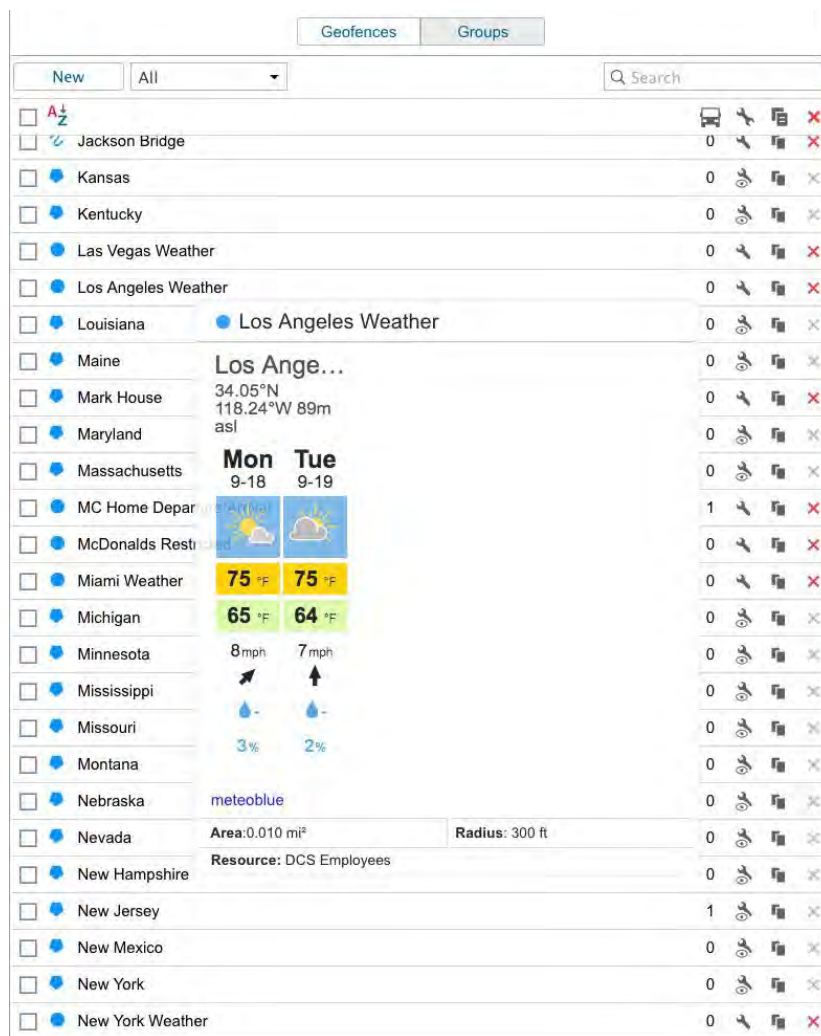 Geofences Groups
New All Search
A Z
Jackson Bridge 0
Kansas 0
Kentucky 0
Las Vegas Weather 0
Los Angeles Weather 0
Louisiana 0
Maine 0
Mark House 0
Maryland 0
Massachusetts 0
MC Home Depar 1
McDonalds Restricted 0
Miami Weather 0
Michigan 0
Minnesota 0
Mississippi 0
Missouri 0
Montana 0
Nebraska 0
Nevada 0
New Hampshire 0
New Jersey 1
New Mexico 0
New York 0
New York Weather 0
Los Angeles Weather
Los Ange...
34.05°N
118.24°W 89m
asl
Mon Tue
9-18 9-19
75 °F 75 °F
65 °F 64 °F
8 mph 7 mph
- -
3% 2%
meteoblue
Area:0.010 mi² Radius: 300 ft
Resource: DCS Employees